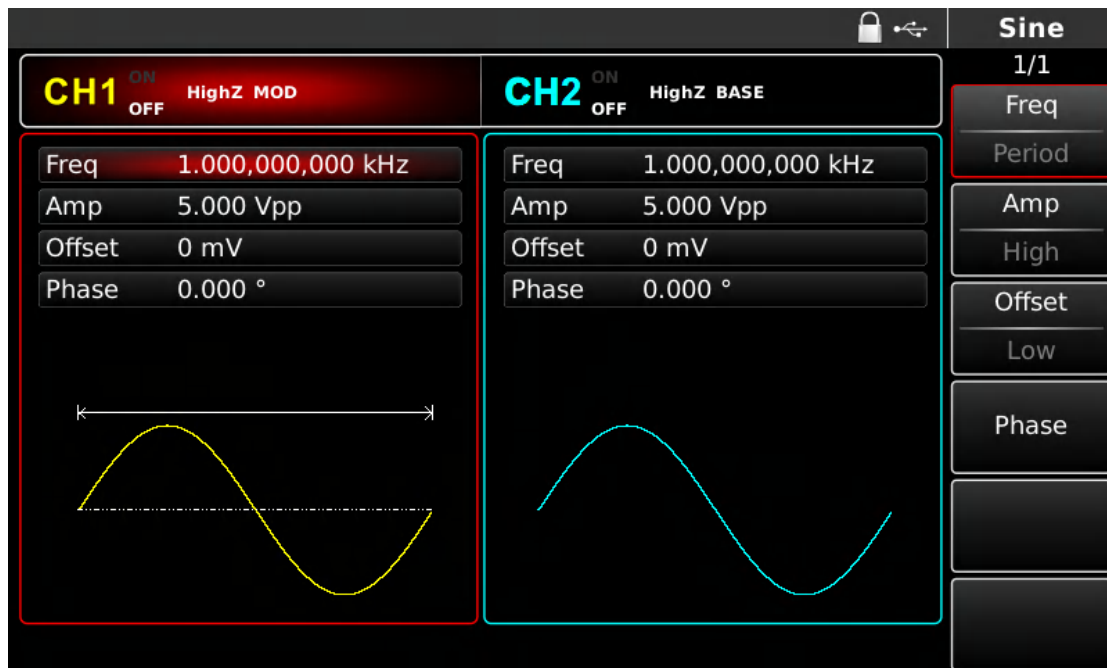 Sine
1/1
CH1 ON OFF HighZ MOD
CH2 ON OFF HighZ BASE
Freq 1.000,000,000 kHz
Amp 5.000 Vpp
Offset 0 mV
Phase 0.000 °
Freq 1.000,000,000 kHz
Amp 5.000 Vpp
Offset 0 mV
Phase 0.000 °
Freq
Period
Amp
High
Offset
Low
Phase